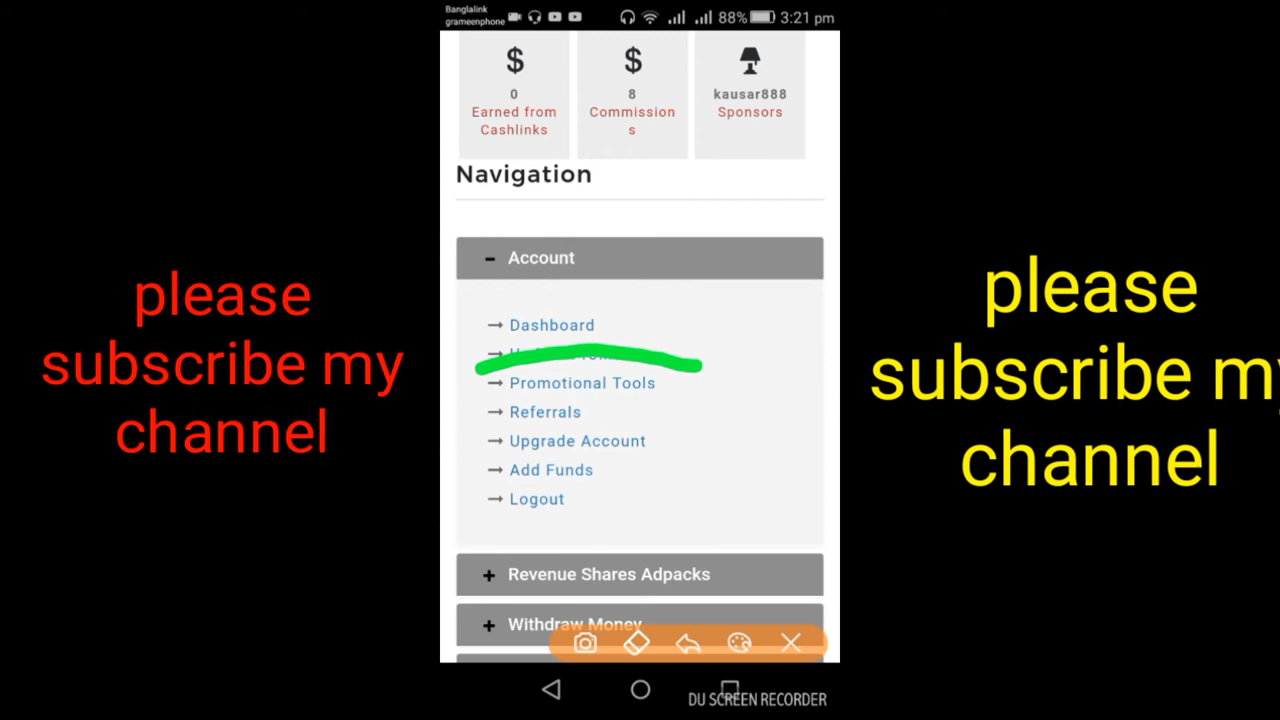 Banglalink
grameenphone
88%
3:21 pm
$
$
0
8
kausar888
Earned from
Cashlinks
Commission
s
Sponsors
Navigation
Account
Dashboard
Promotional Tools
Referrals
Upgrade Account
Add Funds
Logout
Revenue Shares Adpacks
Withdraw Money
DU SCREEN RECORDER
please
subscribe my
channel
please
subscribe my
channel